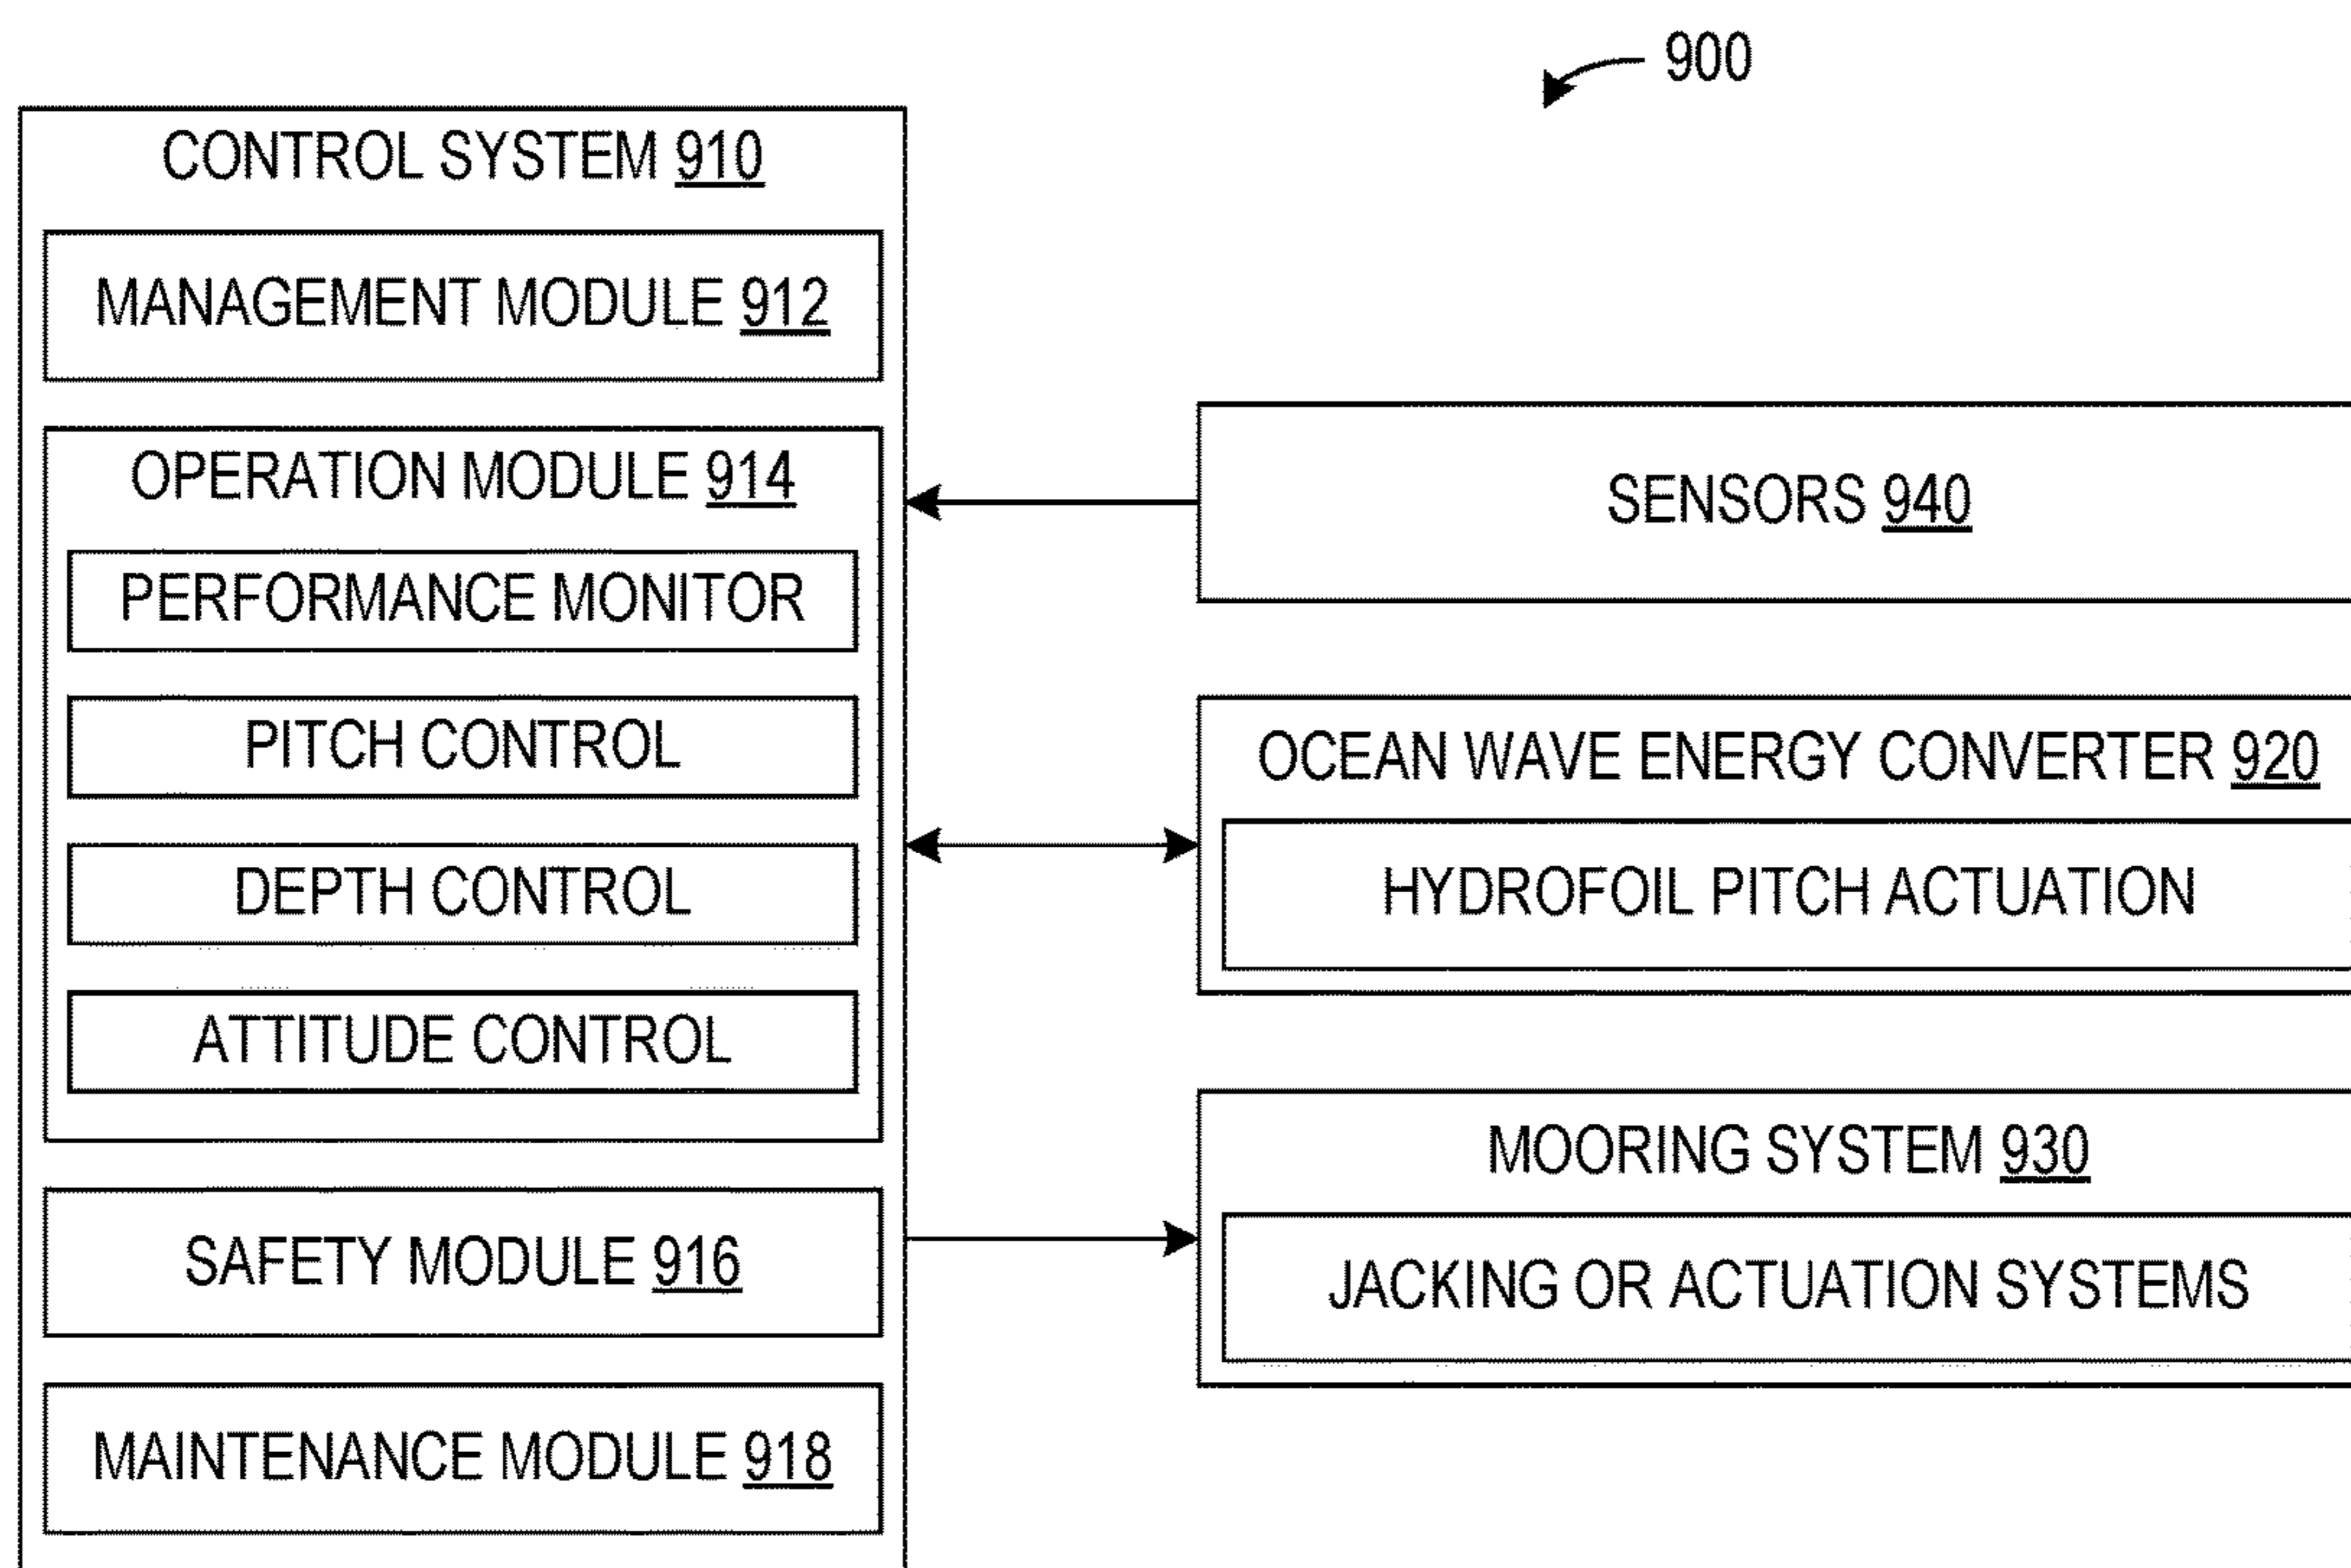 900
CONTROL SYSTEM 910
MANAGEMENT MODULE 912
OPERATION MODULE 914
PERFORMANCE MONITOR
PITCH CONTROL
DEPTH CONTROL
ATTITUDE CONTROL
SAFETY MODULE 916
MAINTENANCE MODULE 918
SENSORS 940
OCEAN WAVE ENERGY CONVERTER 920
HYDROFOIL PITCH ACTUATION
MOORING SYSTEM 930
JACKING OR ACTUATION SYSTEMS